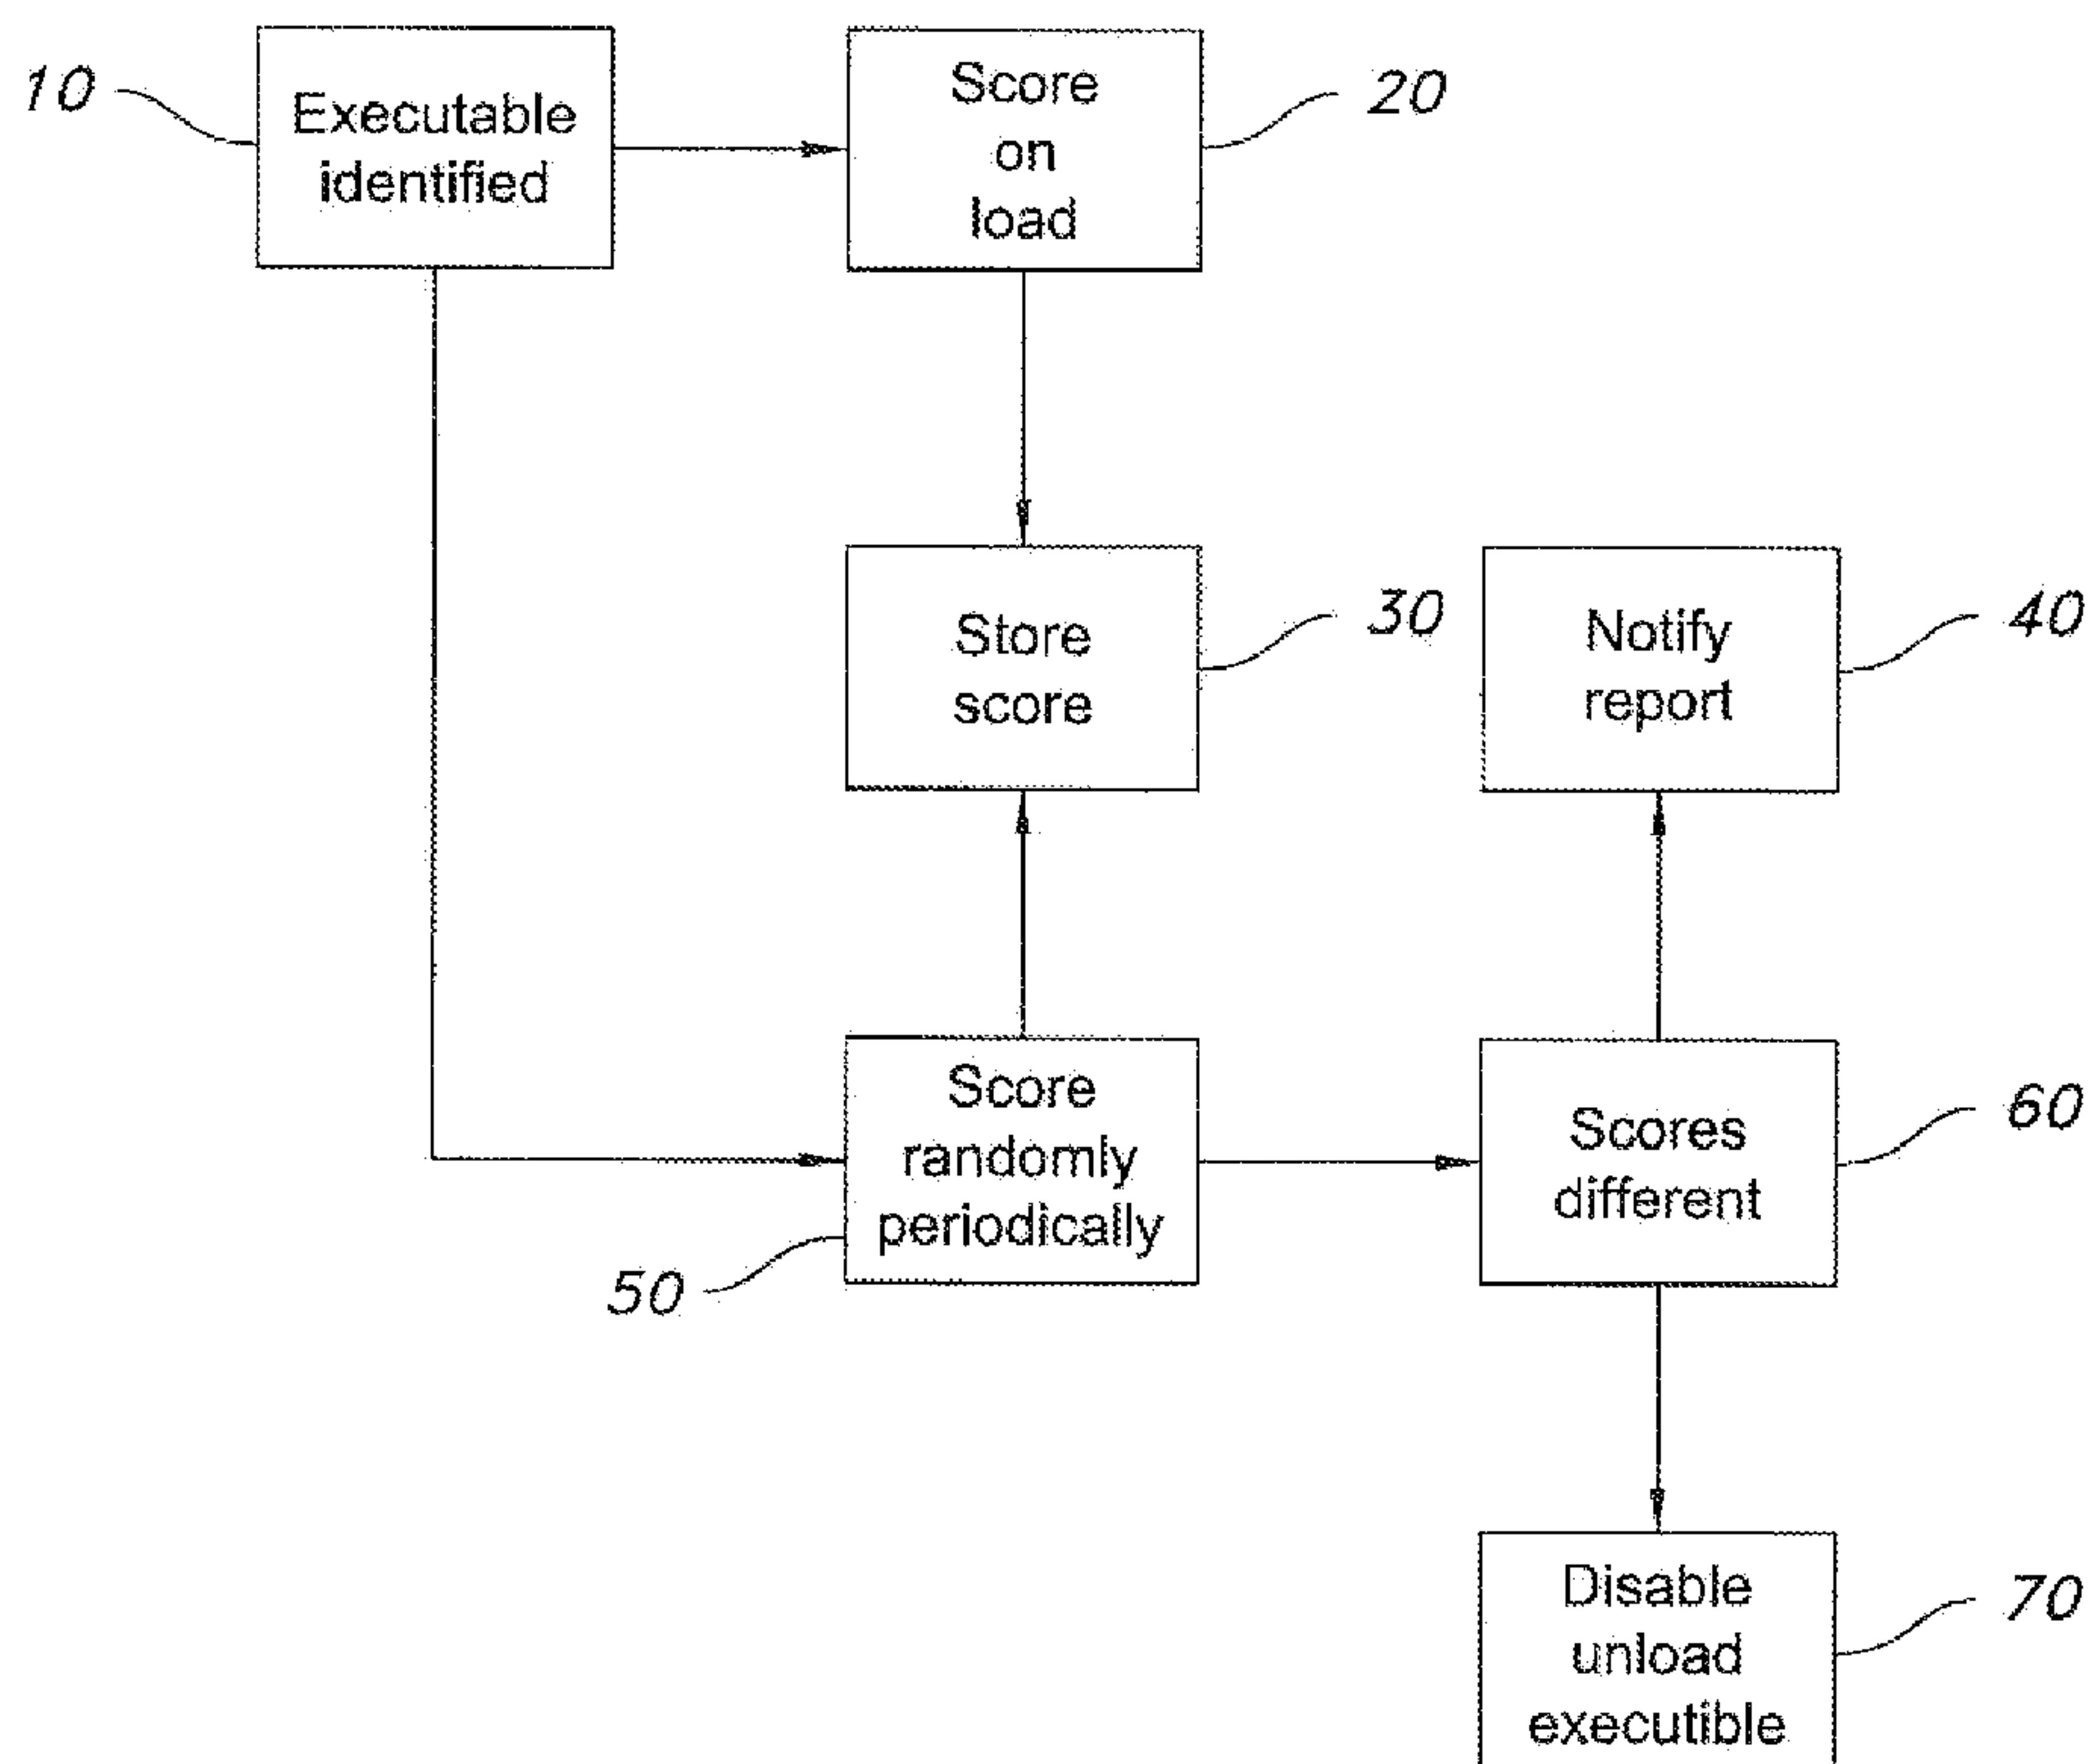 10
Executable
identified
Score
on
load
20
Store
score
30
Notify
report
40
Score
randomly
periodically
50
Scores
different
60
Disable
unload
executible
70